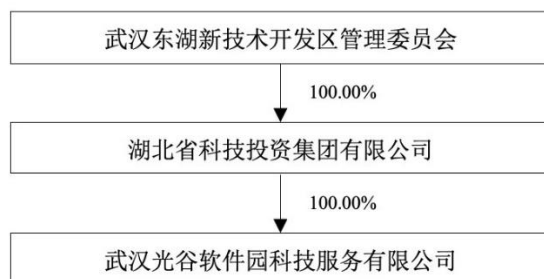 武汉东湖新技术开发区管理委员会
100.00%
湖北省科技投资集团有限公司
100.00%
武汉光谷软件园科技服务有限公司